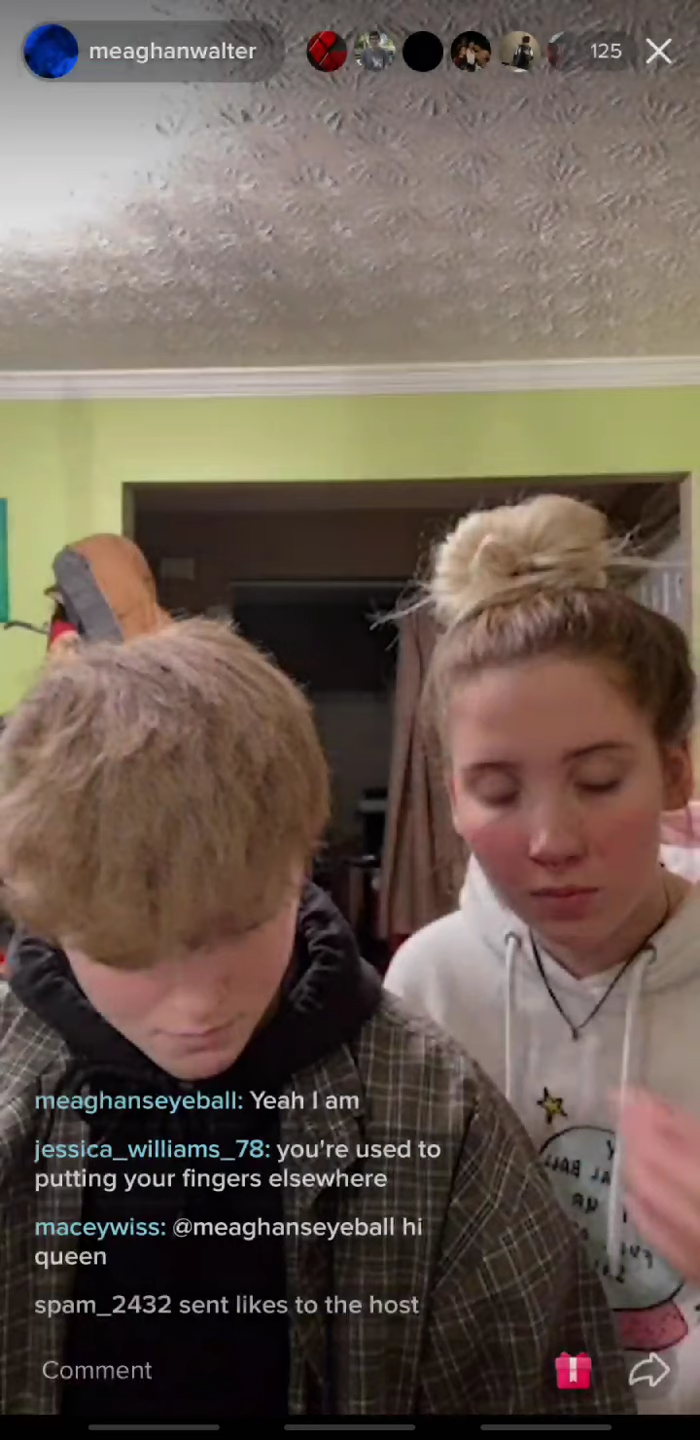 meaghanwalter
125
meaghanseyeball: Yeah I am
jessica_williams_78: you're used to
putting your fingers elsewhere
maceywiss: @meaghanseyeball hi
queen
spam_2432 sent likes to the host
Comment